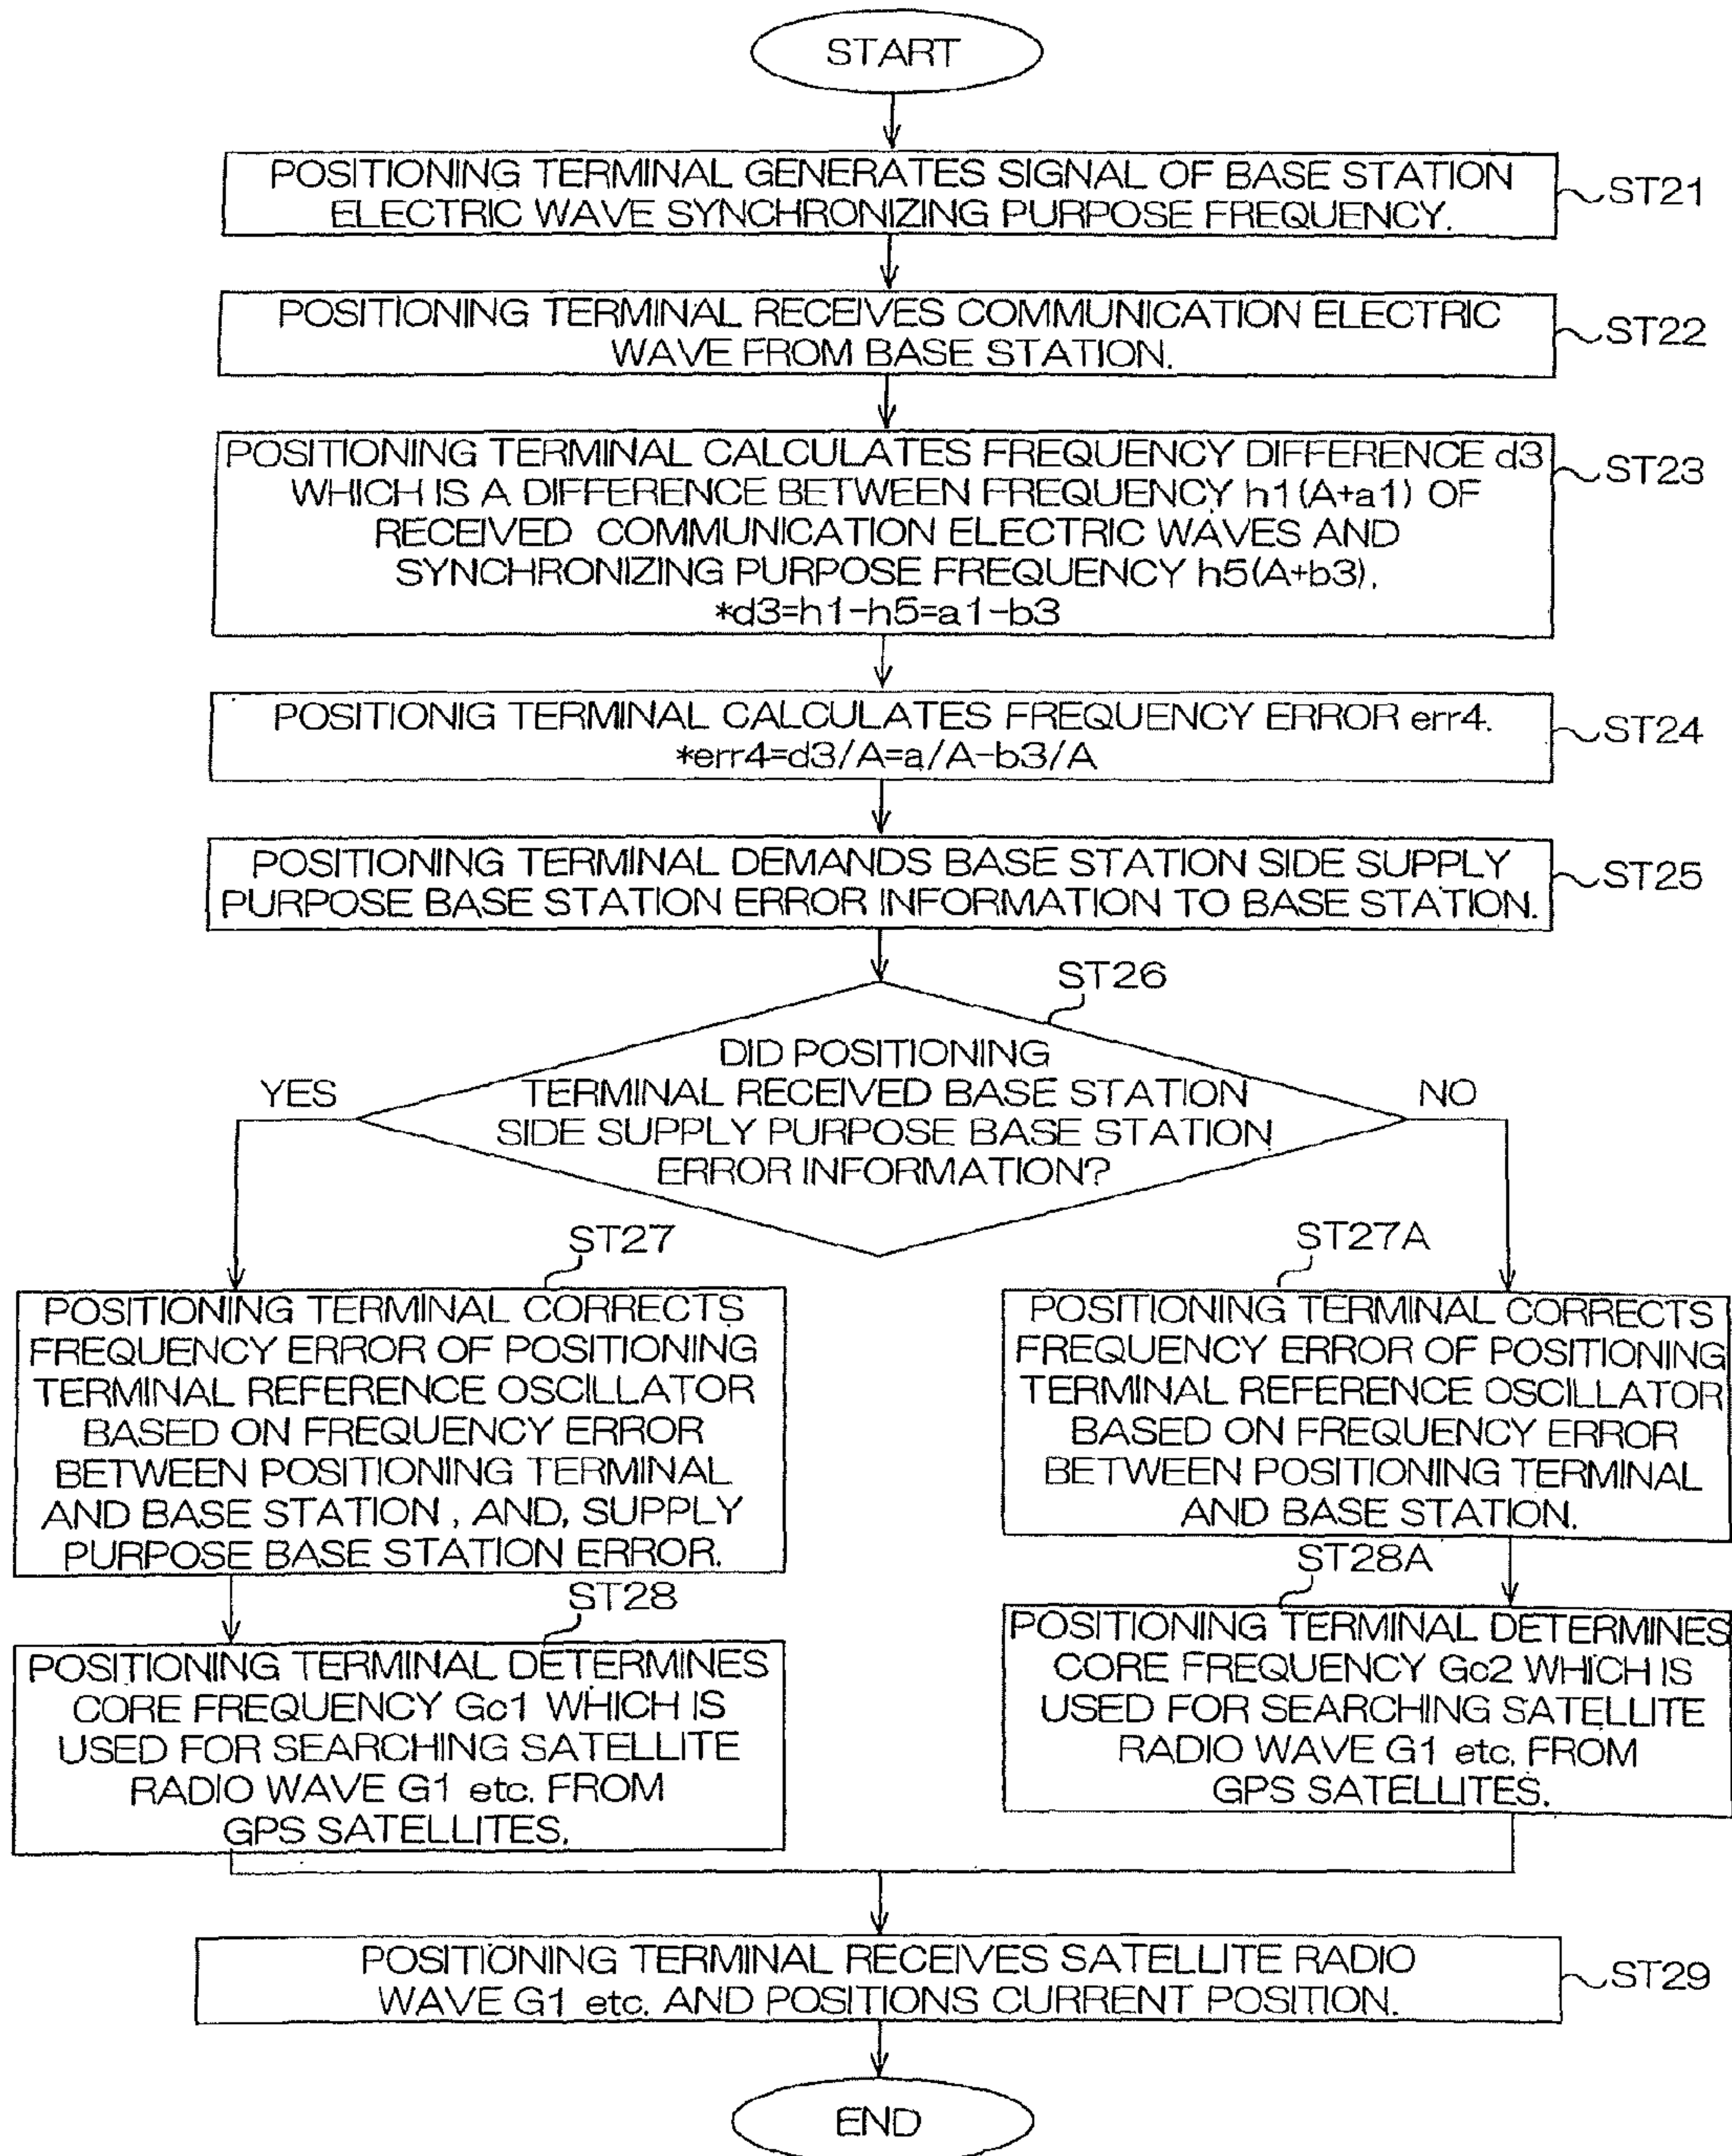 START
POSITIONING TERMINAL GENERATES SIGNAL OF BASE STATION
ELECTRIC WAVE SYNCHRONIZING PURPOSE FREQUENCY.
ST21
POSITIONING TERMINAL RECEIVES COMMUNICATION ELECTRIC
WAVE FROM BASE STATION.
ST22
POSITIONING TERMINAL CALCULATES FREQUENCY DIFFERENCE d3
WHICH IS A DIFFERENCE BETWEEN FREQUENCY h1(A+a1) OF
RECEIVED COMMUNICATION ELECTRIC WAVES AND
SYNCHRONIZING PURPOSE FREQUENCY h5(A+b3).
*d3=h1-h5=a1-b3
ST23
POSITIONIG TERMINAL CALCULATES FREQUENCY ERROR err4.
*err4=d3/A=a/A-b3/A
ST24
POSITIONING TERMINAL DEMANDS BASE STATION SIDE SUPPLY
PURPOSE BASE STATION ERROR INFORMATION TO BASE STATION.
ST25
ST26
DID POSITIONING
TERMINAL RECEIVED BASE STATION
SIDE SUPPLY PURPOSE BASE STATION
ERROR INFORMATION?
YES
NO
ST27
POSITIONING TERMINAL CORRECTS
FREQUENCY ERROR OF POSITIONING
TERMINAL REFERENCE OSCILLATOR
BASED ON FREQUENCY ERROR
BETWEEN POSITIONING TERMINAL
AND BASE STATION , AND, SUPPLY
PURPOSE BASE STATION ERROR.
ST27A
POSITIONING TERMINAL CORRECTS
FREQUENCY ERROR OF POSITIONING
TERMINAL REFERENCE OSCILLATOR
BASED ON FREQUENCY ERROR
BETWEEN POSITIONING TERMINAL
AND BASE STATION.
ST28
POSITIONING TERMINAL DETERMINES
CORE FREQUENCY Gc1 WHICH IS
USED FOR SEARCHING SATELLITE
RADIO WAVE G1 etc. FROM
GPS SATELLITES.
ST28A
POSITIONING TERMINAL DETERMINES
CORE FREQUENCY Gc2 WHICH IS
USED FOR SEARCHING SATELLITE
RADIO WAVE G1 etc. FROM
GPS SATELLITES.
POSITIONING TERMINAL RECEIVES SATELLITE RADIO
WAVE G1 etc. AND POSITIONS CURRENT POSITION.
ST29
END